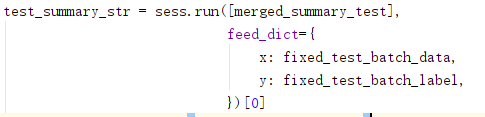 test_summary_str = sess.run([merged_summary_test],
feed_dict={
x: fixed_test_batch_data,
y: fixed_test_batch_label,
})[0]